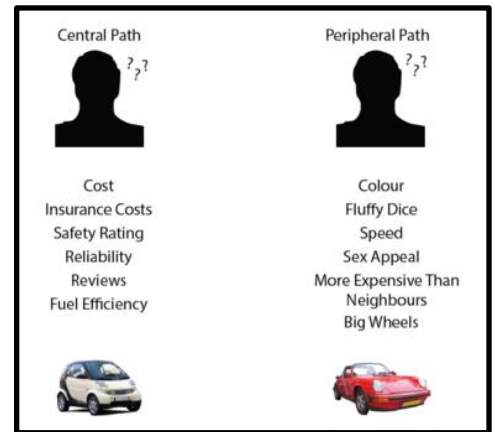 Central Path
???
Cost
Insurance Costs
Safety Rating
Reliability
Reviews
Fuel Efficiency
Peripheral Path
???
Colour
Fluffy Dice
Speed
Sex Appeal
More Expensive Than
Neighbours
Big Wheels